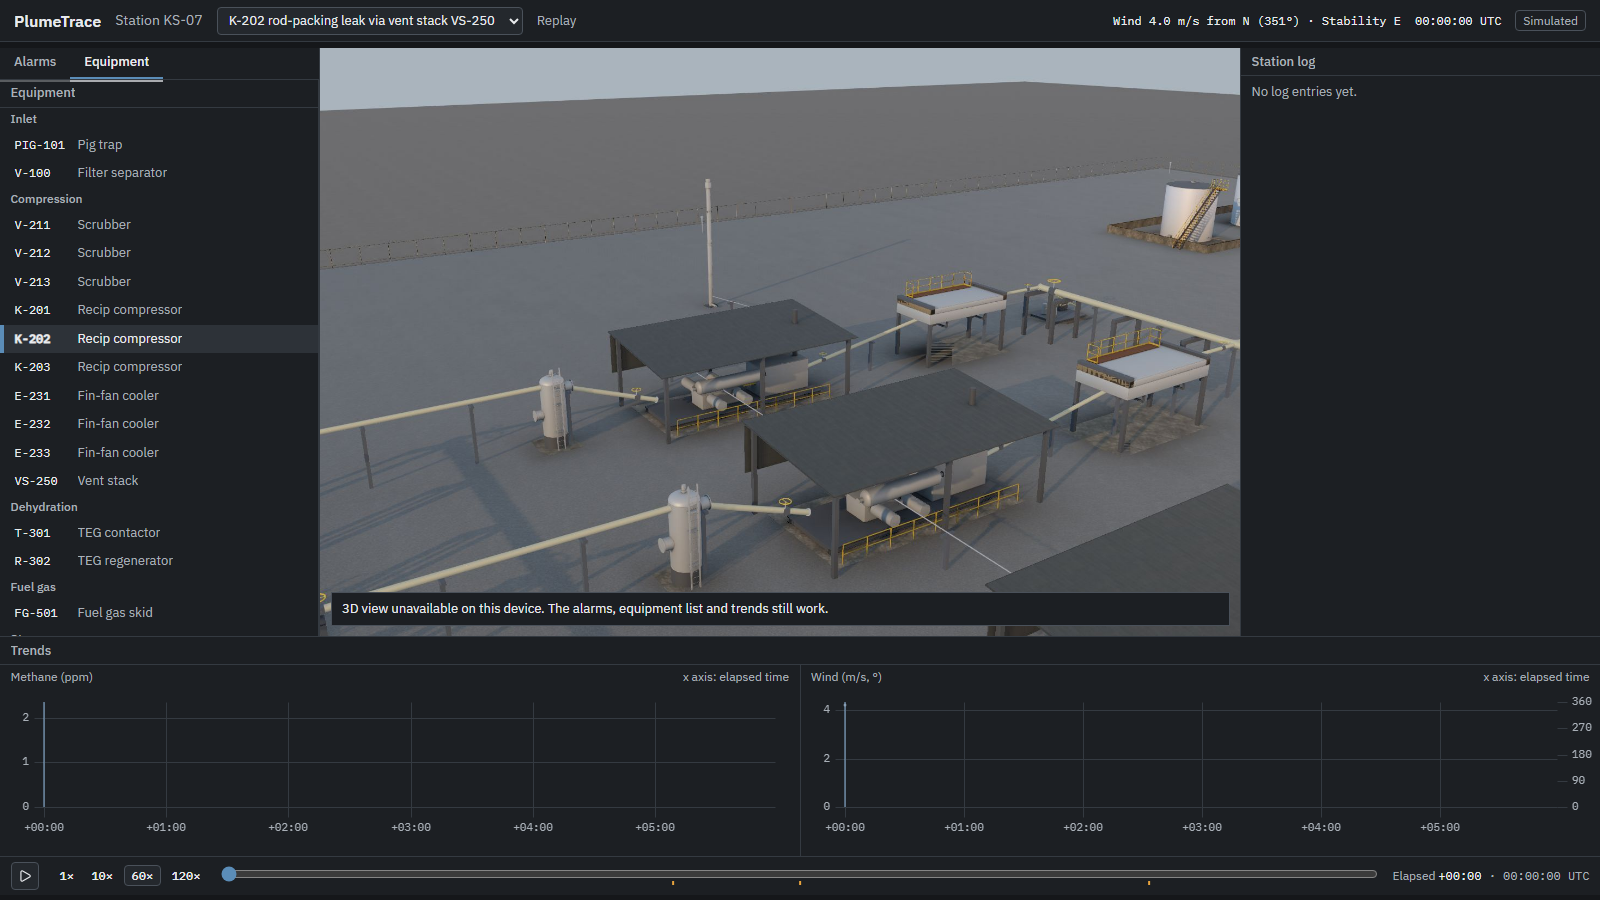 PlumeTrace Station KS-07 K-202 rod-packing leak via vent stack VS-250 Replay Wind 4.0 m/s from N (351°) · Stability E 00:00:00 UTC Simulated
Alarms Equipment
Equipment
Inlet
PIG-101 Pig trap
V-100 Filter separator
Compression
V-211 Scrubber
V-212 Scrubber
V-213 Scrubber
K-201 Recip compressor
K-202 Recip compressor
K-203 Recip compressor
E-231 Fin-fan cooler
E-232 Fin-fan cooler
E-233 Fin-fan cooler
VS-250 Vent stack
Dehydration
T-301 TEG contactor
R-302 TEG regenerator
Fuel gas
FG-501 Fuel gas skid
3D view unavailable on this device. The alarms, equipment list and trends still work.
Station log
No log entries yet.
Trends
Methane (ppm) x axis: elapsed time
2
1
0
+00:00 +01:00 +02:00 +03:00 +04:00 +05:00
Wind (m/s, °) x axis: elapsed time
4 360
270
2 180
90
0 0
+00:00 +01:00 +02:00 +03:00 +04:00 +05:00
1× 10× 60× 120× Elapsed +00:00 · 00:00:00 UTC